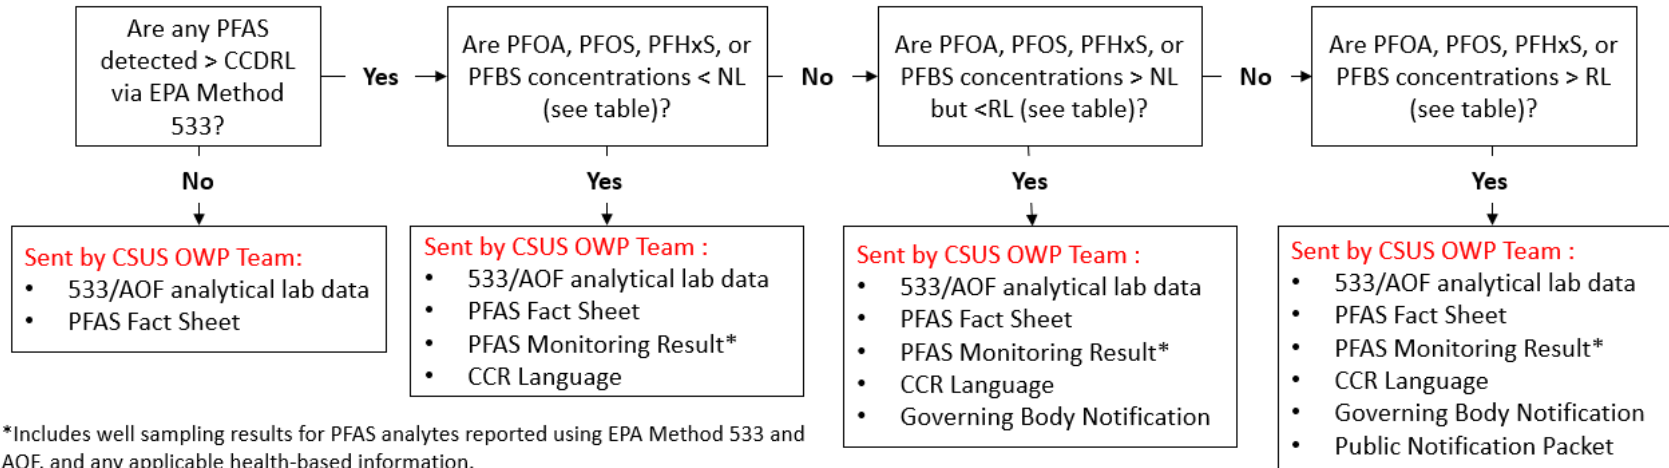 Are any PFAS
detected > CCDRL
via EPA Method
533?
Yes
Are PFOA, PFOS, PFHxS, or
PFBS concentrations < NL
(see table)?
No
Are PFOA, PFOS, PFHxS, or
PFBS concentrations > NL
but <RL (see table)?
No
Are PFOA, PFOS, PFHxS, or
PFBS concentrations > RL
(see table)?
No
Sent by CSUS OWP Team:
• 533/AOF analytical lab data
• PFAS Fact Sheet
Yes
Sent by CSUS OWP Team :
• 533/AOF analytical lab data
• PFAS Fact Sheet
• PFAS Monitoring Result*
• CCR Language
Yes
Sent by CSUS OWP Team :
• 533/AOF analytical lab data
• PFAS Fact Sheet
• PFAS Monitoring Result*
• CCR Language
• Governing Body Notification
Yes
Sent by CSUS OWP Team :
• 533/AOF analytical lab data
• PFAS Fact Sheet
• PFAS Monitoring Result*
• CCR Language
• Governing Body Notification
• Public Notification Packet
*Includes well sampling results for PFAS analytes reported using EPA Method 533 and
AOF, and any applicable health-based information.